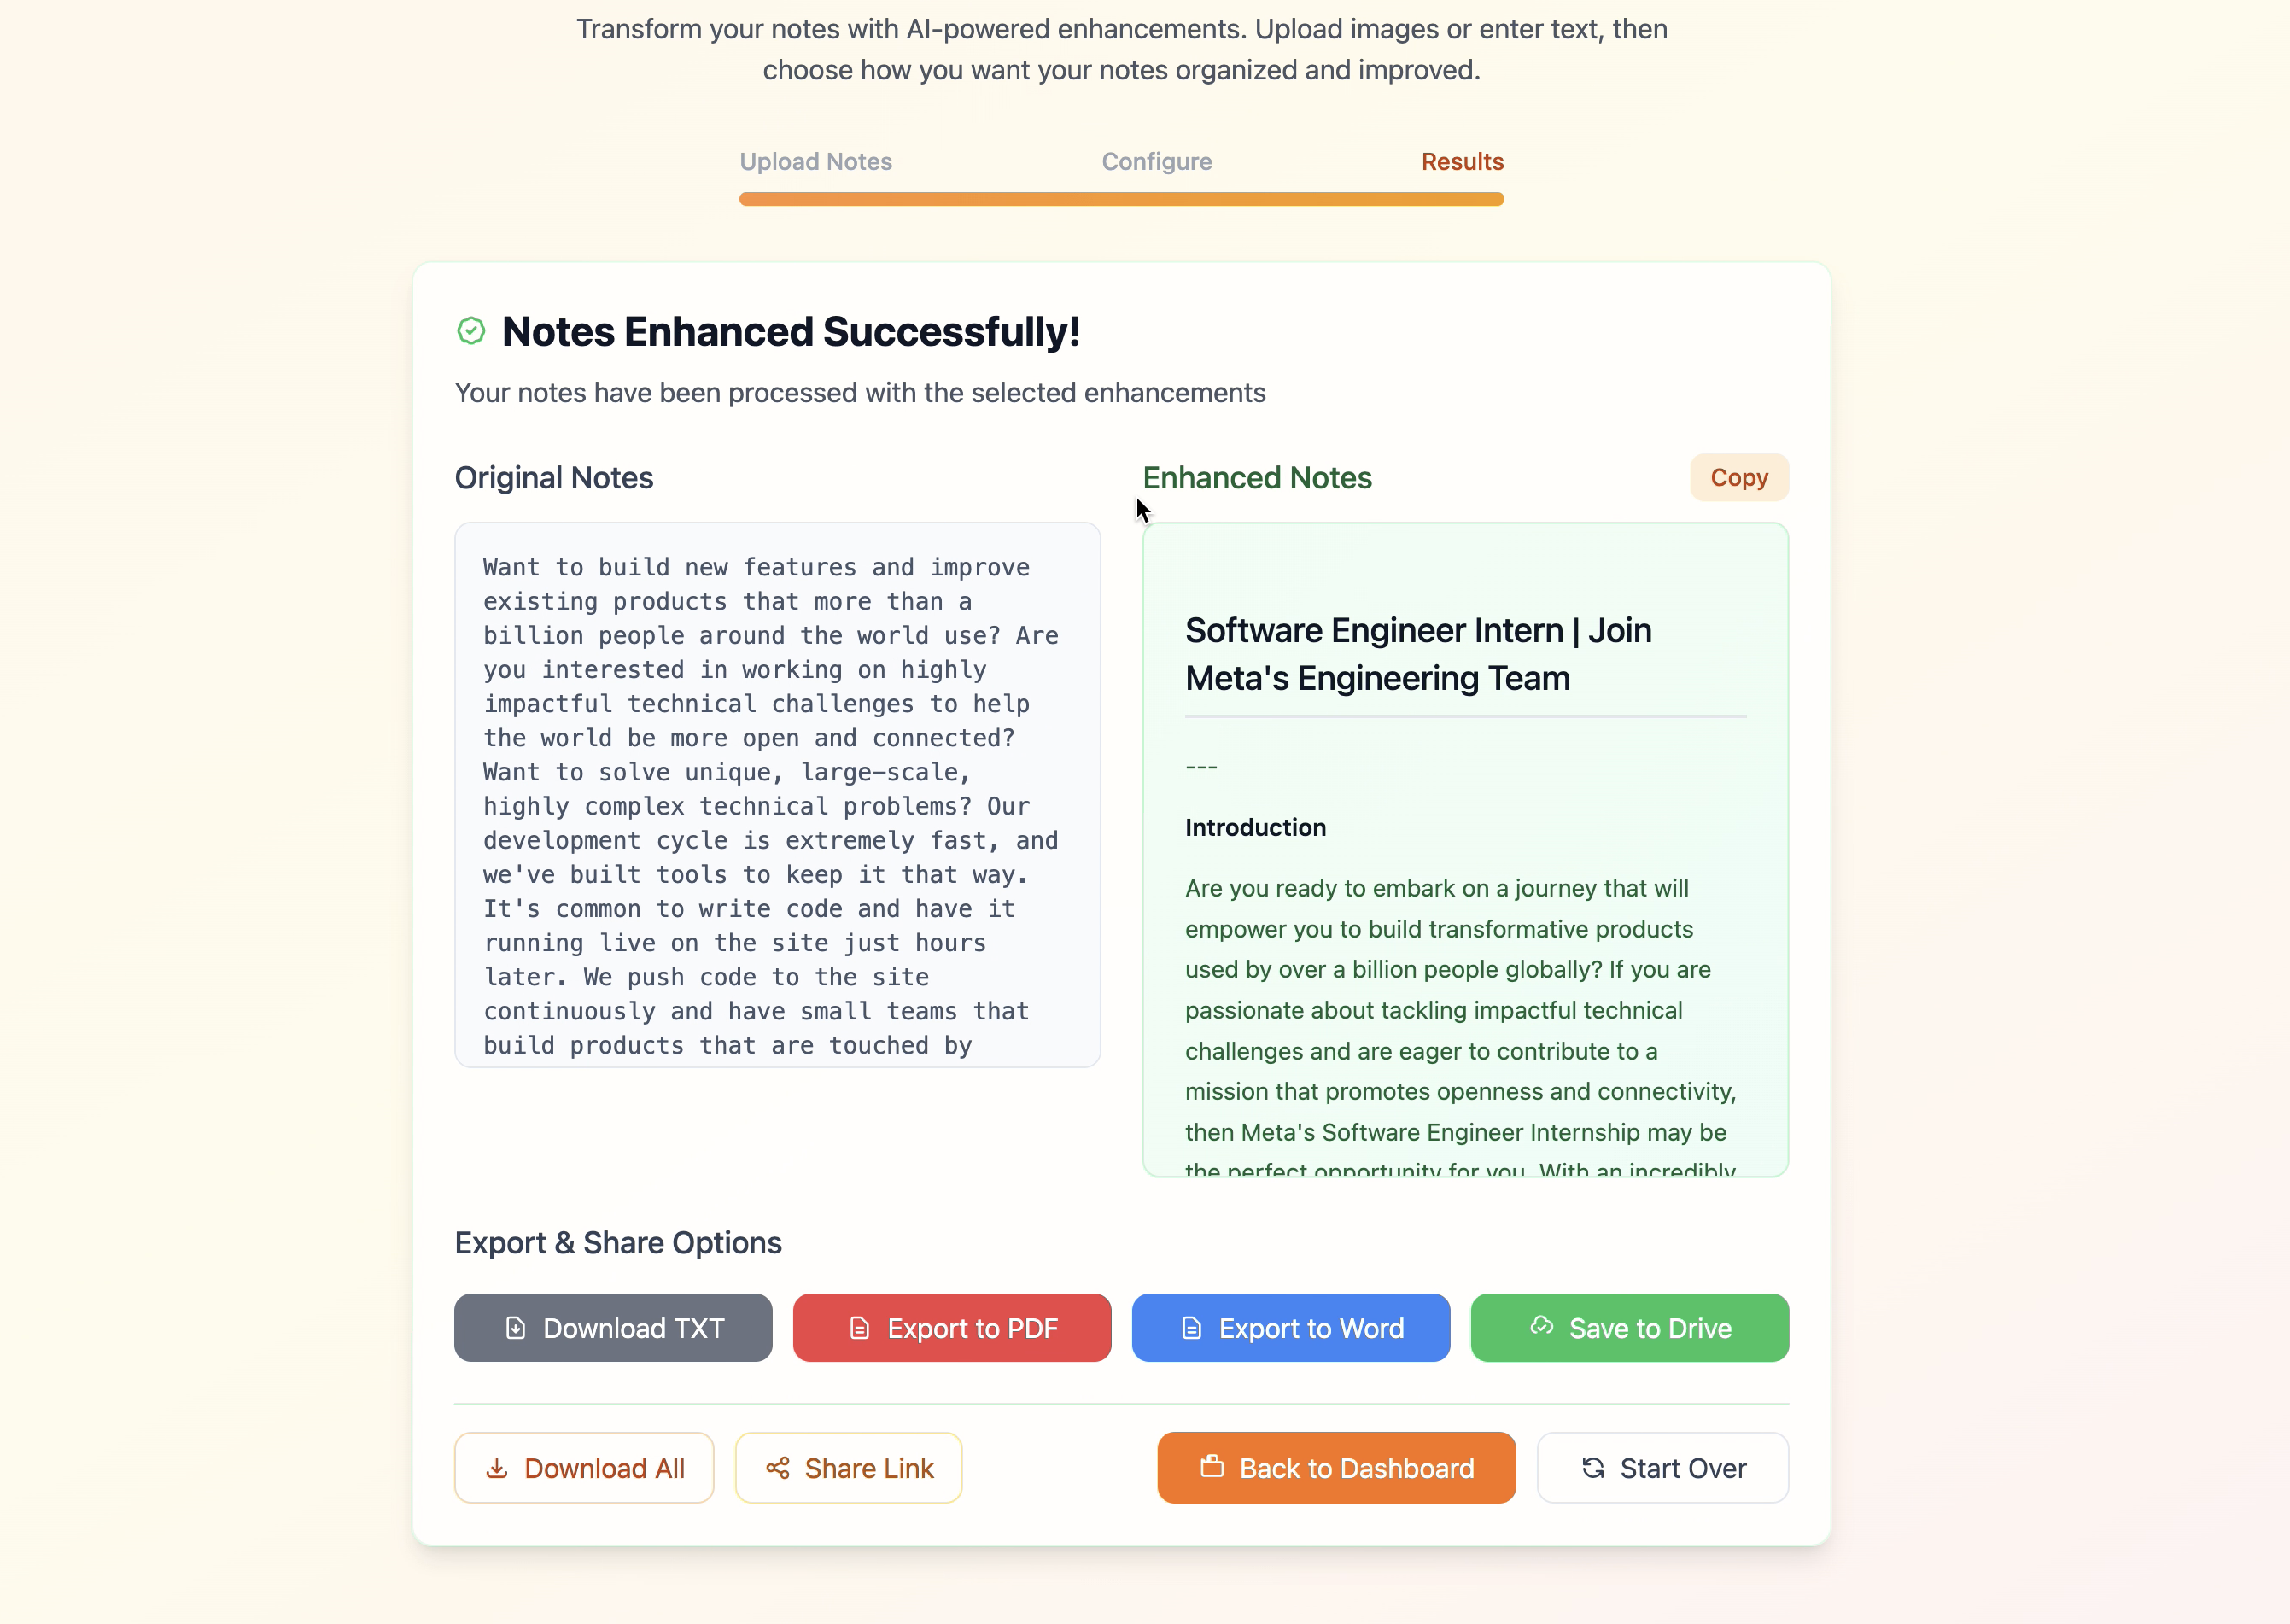 Transform your notes with AI-powered enhancements. Upload images or enter text, then
choose how you want your notes organized and improved.
Upload Notes
Configure
Results
Notes Enhanced Successfully!
Your notes have been processed with the selected enhancements
Original Notes
Want to build new features and improve
existing products that more than a
billion people around the world use? Are
you interested in working on highly
impactful technical challenges to help
the world be more open and connected?
Want to solve unique, large-scale,
highly complex technical problems? Our
development cycle is extremely fast, and
we've built tools to keep it that way.
It's common to write code and have it
running live on the site just hours
later. We push code to the site
continuously and have small teams that
build products that are touched by
Enhanced Notes
Copy
Software Engineer Intern | Join
Meta's Engineering Team
---
Introduction
Are you ready to embark on a journey that will
empower you to build transformative products
used by over a billion people globally? If you are
passionate about tackling impactful technical
challenges and are eager to contribute to a
mission that promotes openness and connectivity,
then Meta's Software Engineer Internship may be
the perfect opportunity for you. With an incredibly
Export & Share Options
Download TXT
Export to PDF
Export to Word
Save to Drive
Download All
Share Link
Back to Dashboard
Start Over